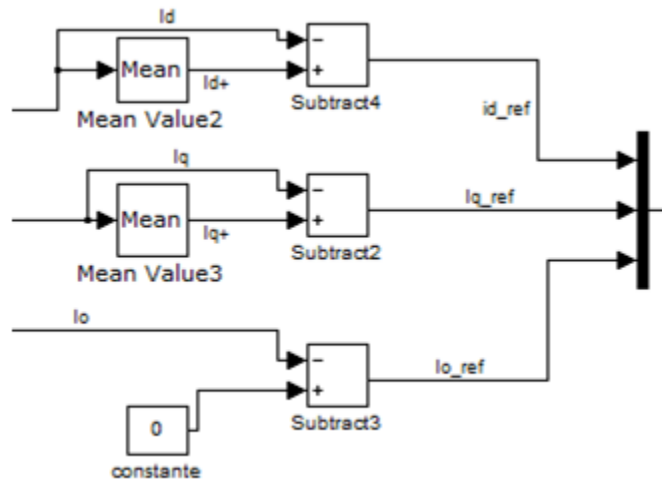 Id
Mean
Id+
Mean Value2
−
+
Subtract4
id_ref
Iq
Mean
Iq+
Mean Value3
−
+
Subtract2
Iq_ref
Io
−
+
Subtract3
Io_ref
0
constante